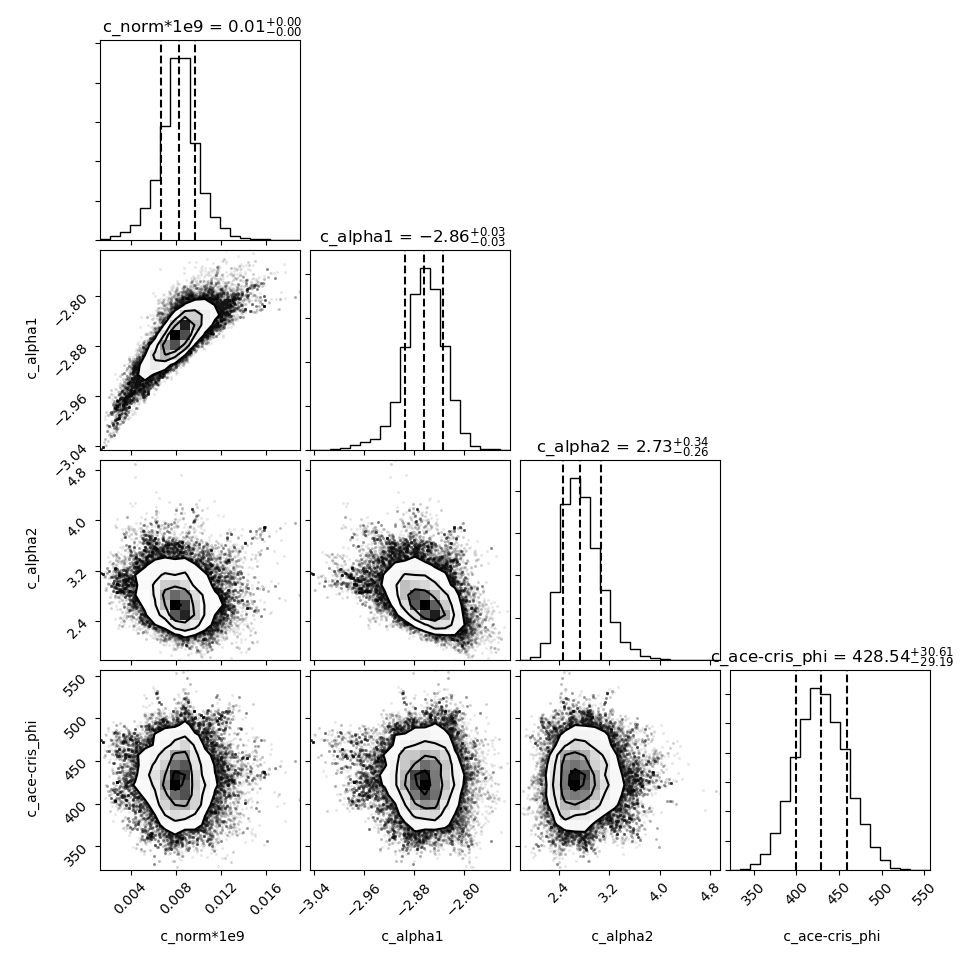 c_norm*1e9 = 0.01+0.00 −0.00
c_alpha1 = −2.86+0.03 −0.03
−2.80
−2.88
−2.96
−3.04
c_alpha1
c_alpha2 = 2.73+0.34 −0.26
4.8
4.0
3.2
2.4
c_alpha2
c_ace-cris_phi = 428.54+30.61 −29.19
550
500
450
400
350
c_ace-cris_phi
0.004 0.008 0.012 0.016
−3.04 −2.96 −2.88 −2.80
2.4 3.2 4.0 4.8
350 400 450 500 550
c_norm*1e9
c_alpha1
c_alpha2
c_ace-cris_phi